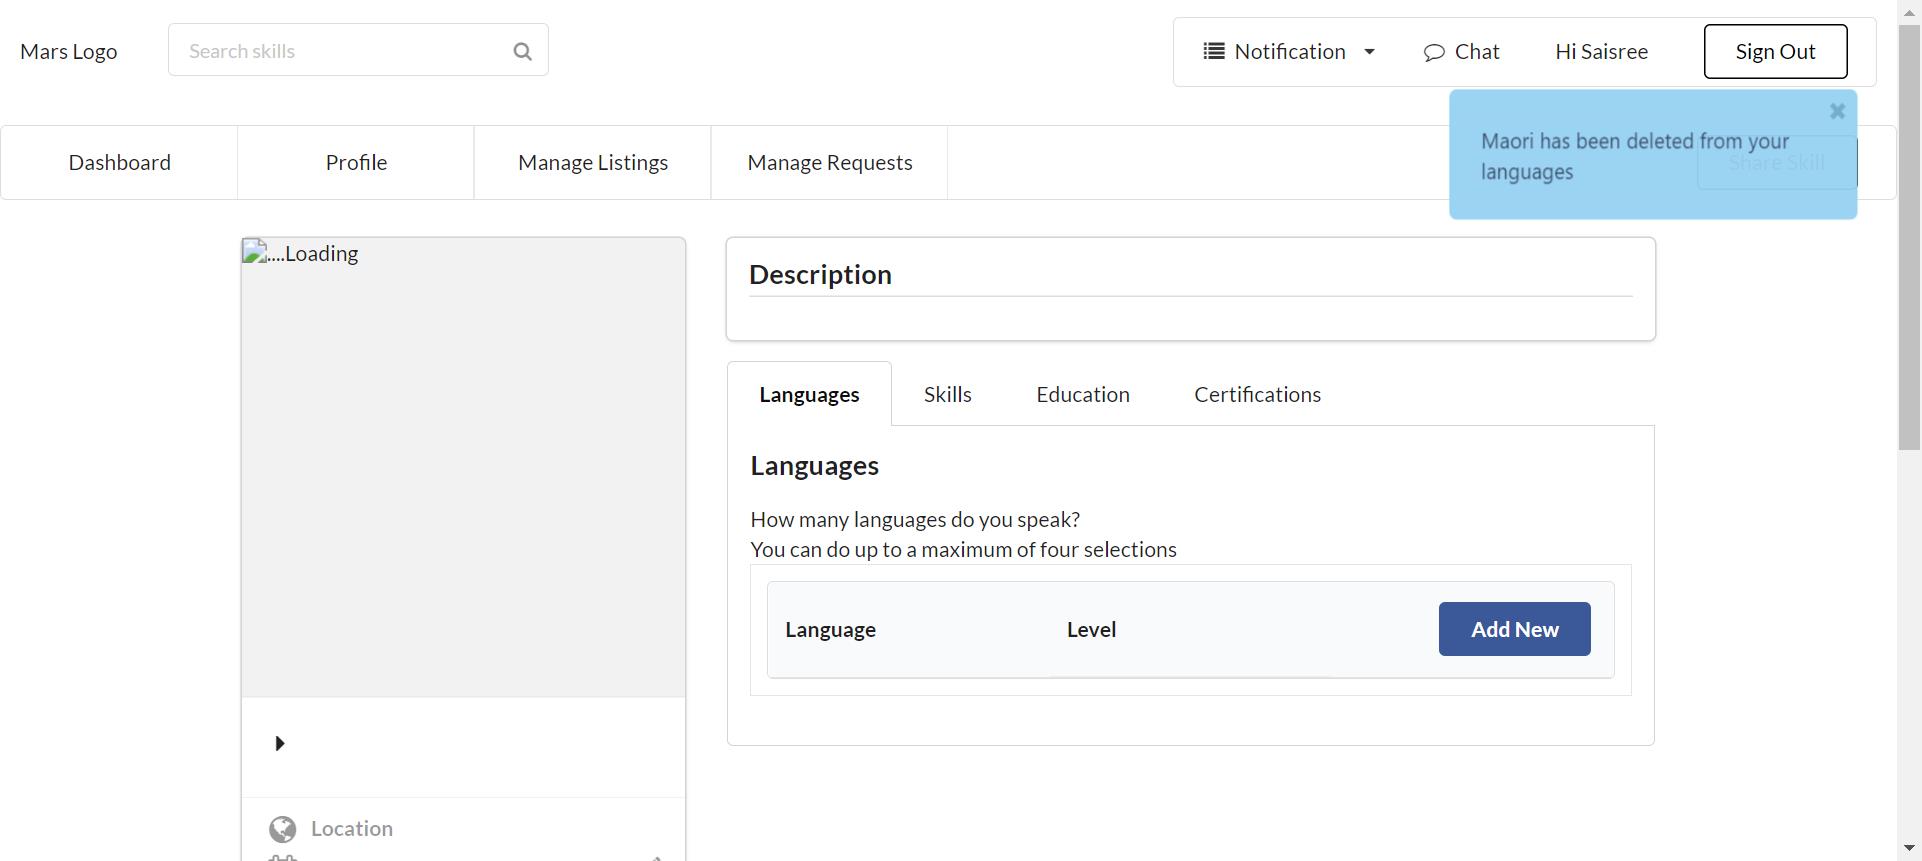 Mars Logo
Search skills
Notification
Chat
Hi Saisree
Sign Out
Maori has been deleted from your
languages
Dashboard
Profile
Manage Listings
Manage Requests
Share Skill
....Loading
Description
Languages
Skills
Education
Certifications
Languages
How many languages do you speak?
You can do up to a maximum of four selections
Language
Level
Add New
Location